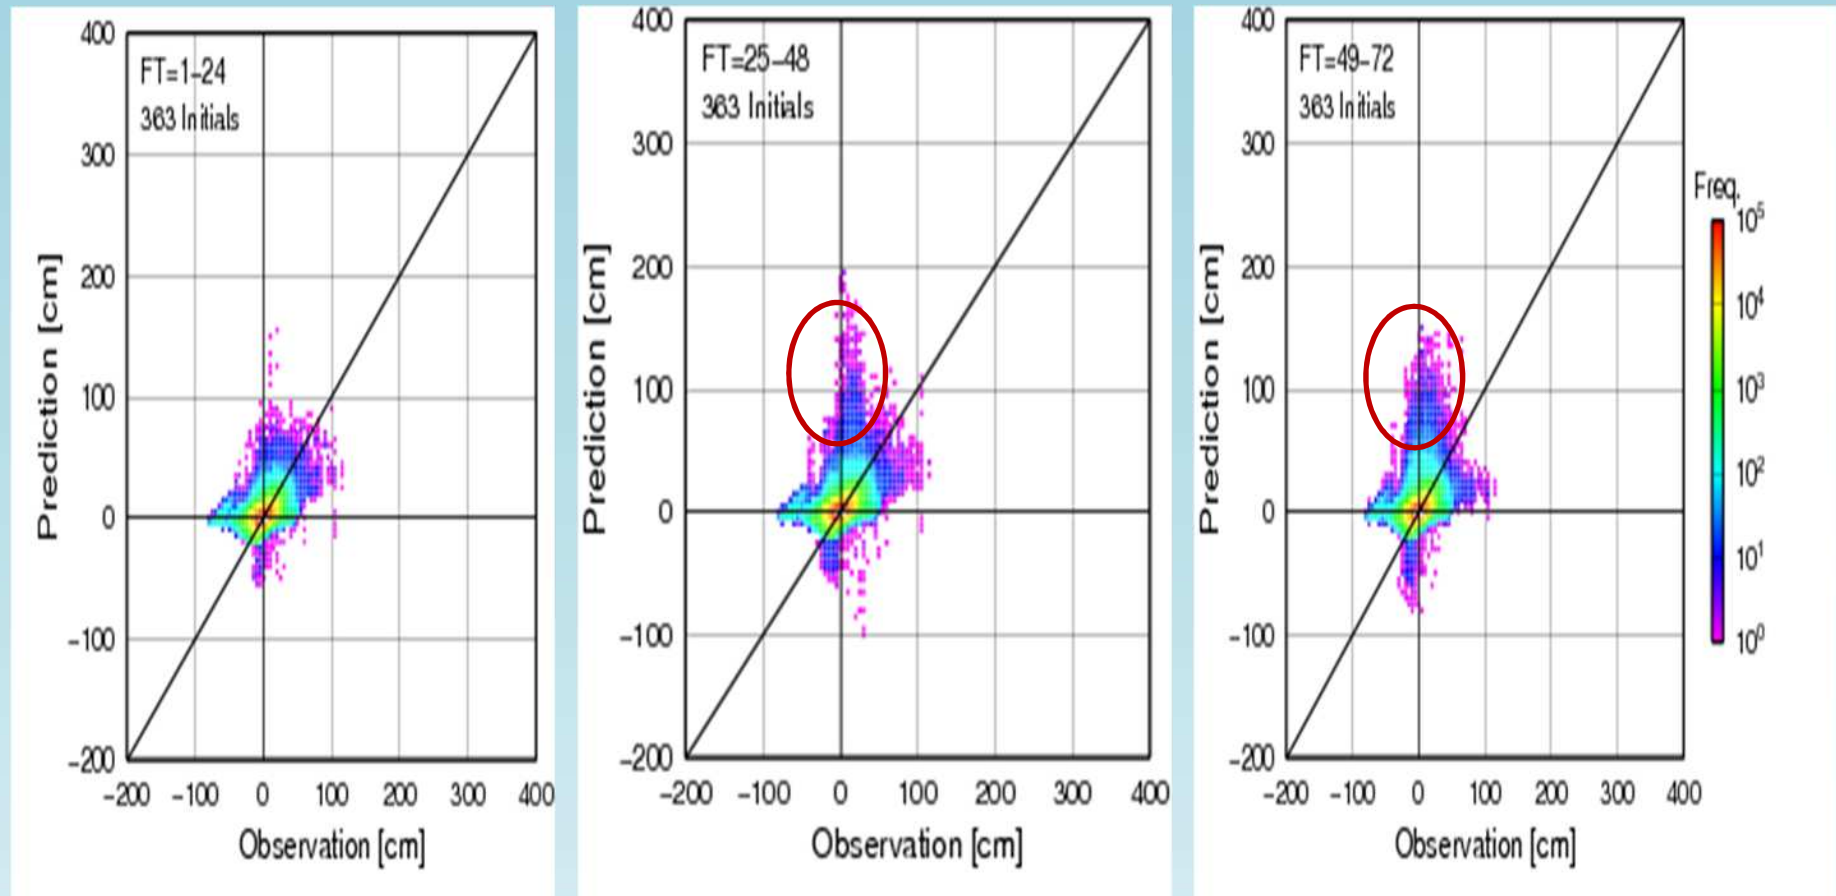 FT=1–24
363 Initials
400
300
200
100
0
−100
−200
−200 −100 0 100 200 300 400
Prediction [cm]
Observation [cm]
FT=25–48
363 Initials
400
300
200
100
0
−100
−200
−200 −100 0 100 200 300 400
Prediction [cm]
Observation [cm]
FT=49–72
363 Initials
400
300
200
100
0
−100
−200
−200 −100 0 100 200 300 400
Prediction [cm]
Observation [cm]
Freq.
10⁵
10⁴
10³
10²
10¹
10⁰